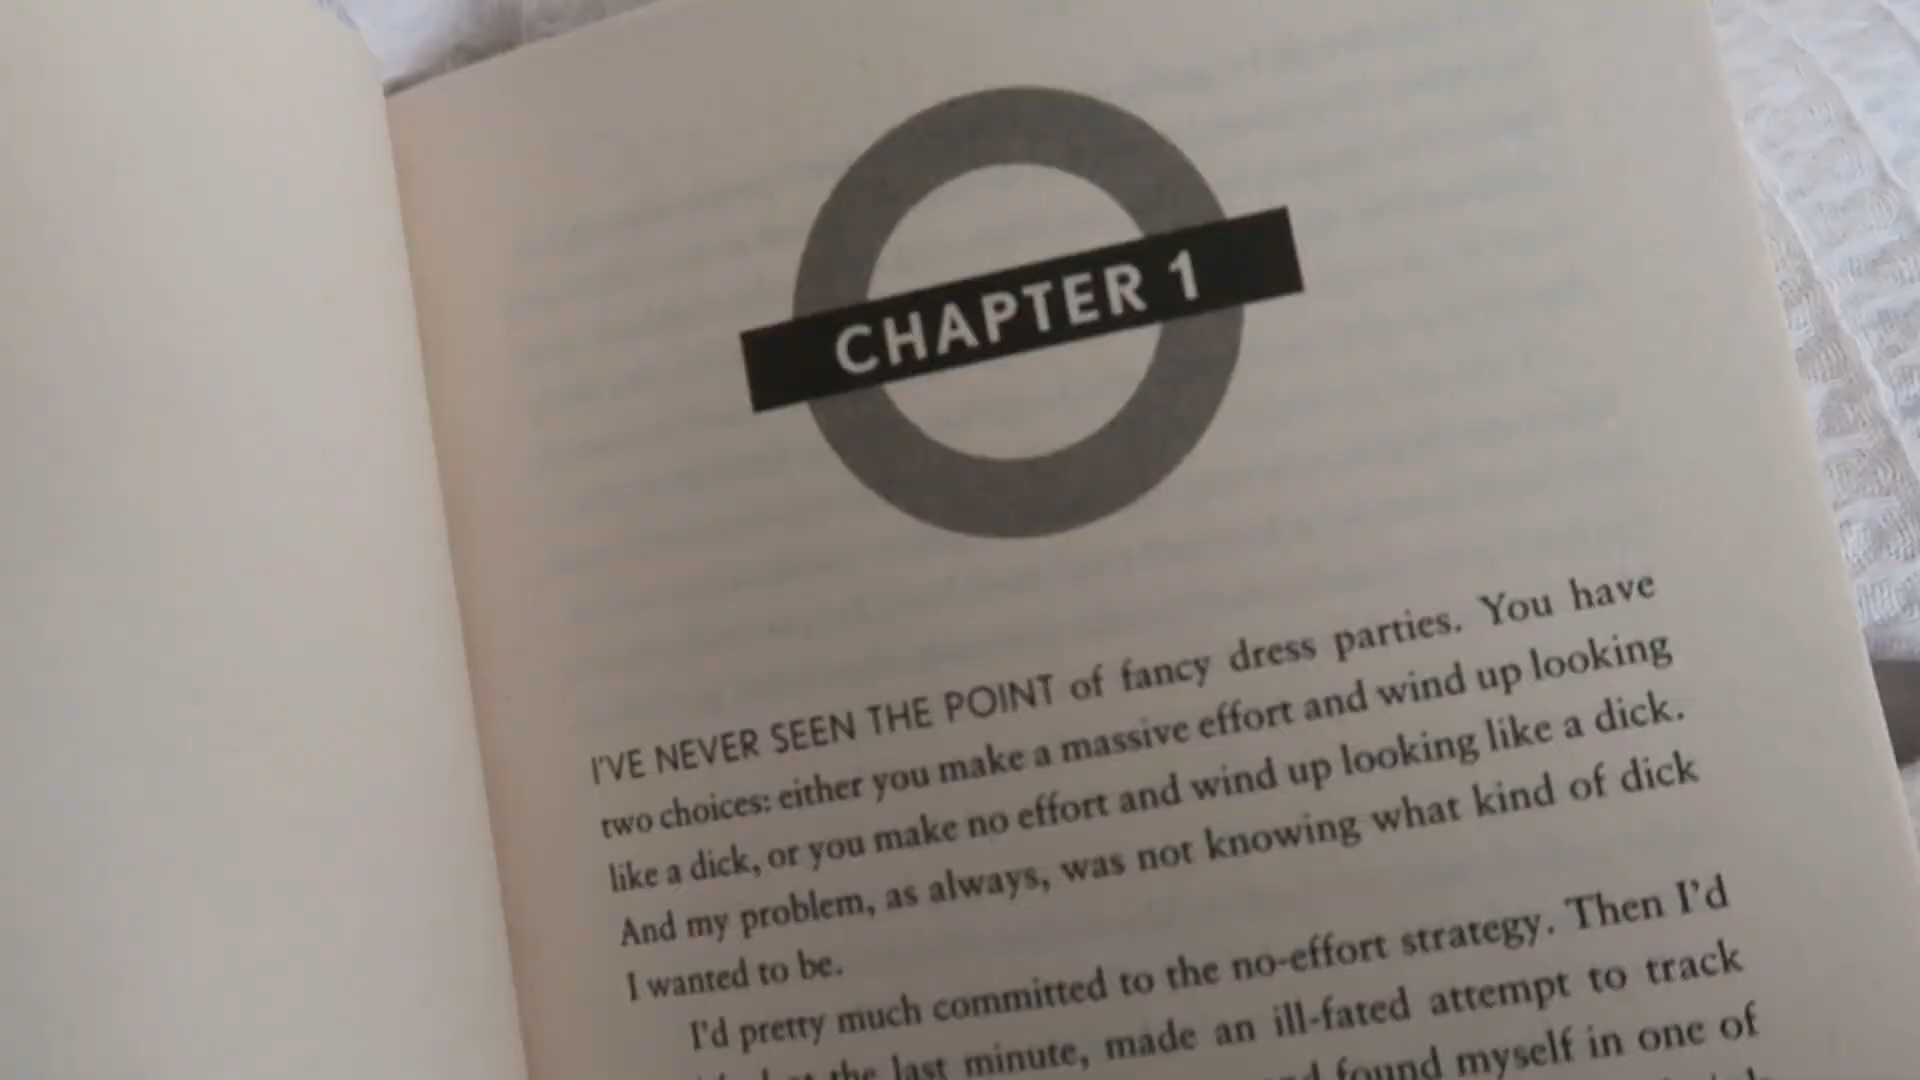 CHAPTER 1
I'VE NEVER SEEN THE POINT of fancy dress parties. You have
two choices: either you make a massive effort and wind up looking
like a dick, or you make no effort and wind up looking like a dick.
And my problem, as always, was not knowing what kind of dick
I wanted to be.
I'd pretty much committed to the no-effort strategy. Then I'd
the last minute, made an ill-fated attempt to track
found myself in one of